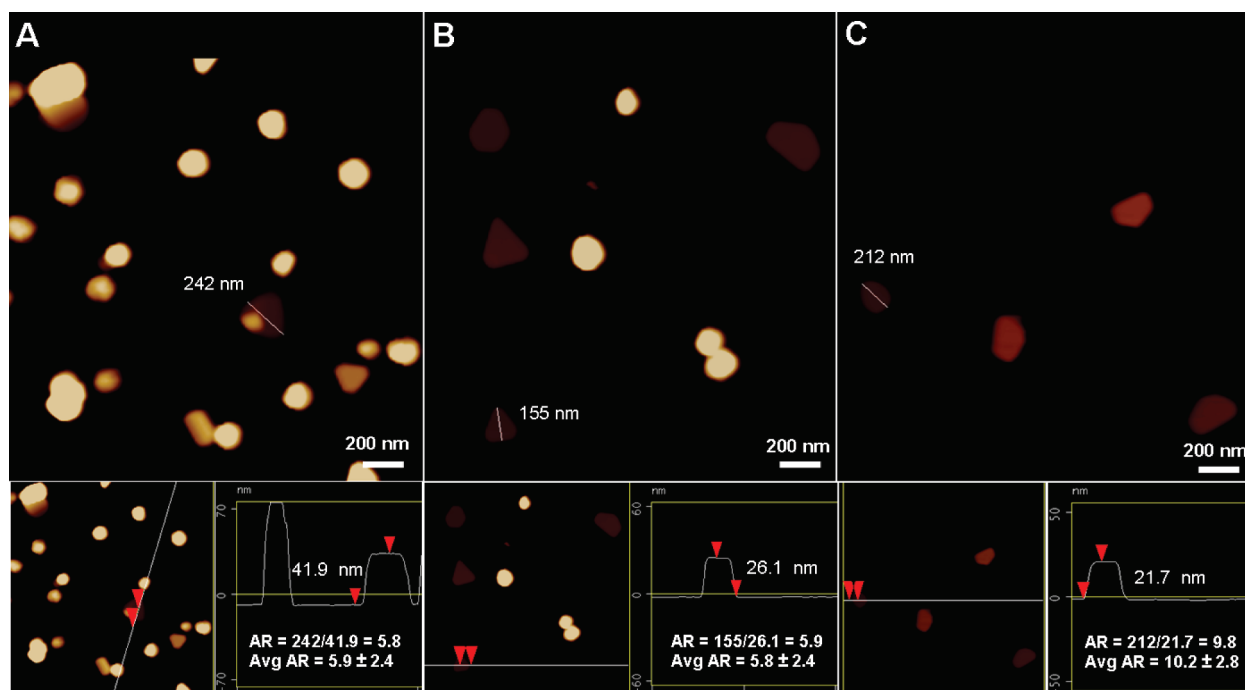 A
B
C
242 nm
155 nm
212 nm
200 nm
200 nm
200 nm
nm
70
0
-70
41.9 nm
AR = 242/41.9 = 5.8
Avg AR = 5.9 ± 2.4
nm
60
0
-60
26.1 nm
AR = 155/26.1 = 5.9
Avg AR = 5.8 ± 2.4
nm
50
0
-50
21.7 nm
AR = 212/21.7 = 9.8
Avg AR = 10.2 ± 2.8